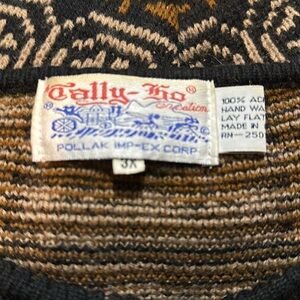 Tally-Ho®
Creation
POLLAK IMP-EX CORP.
3X
100% AC
HAND WA
LAY FLAT
MADE IN
RN-250